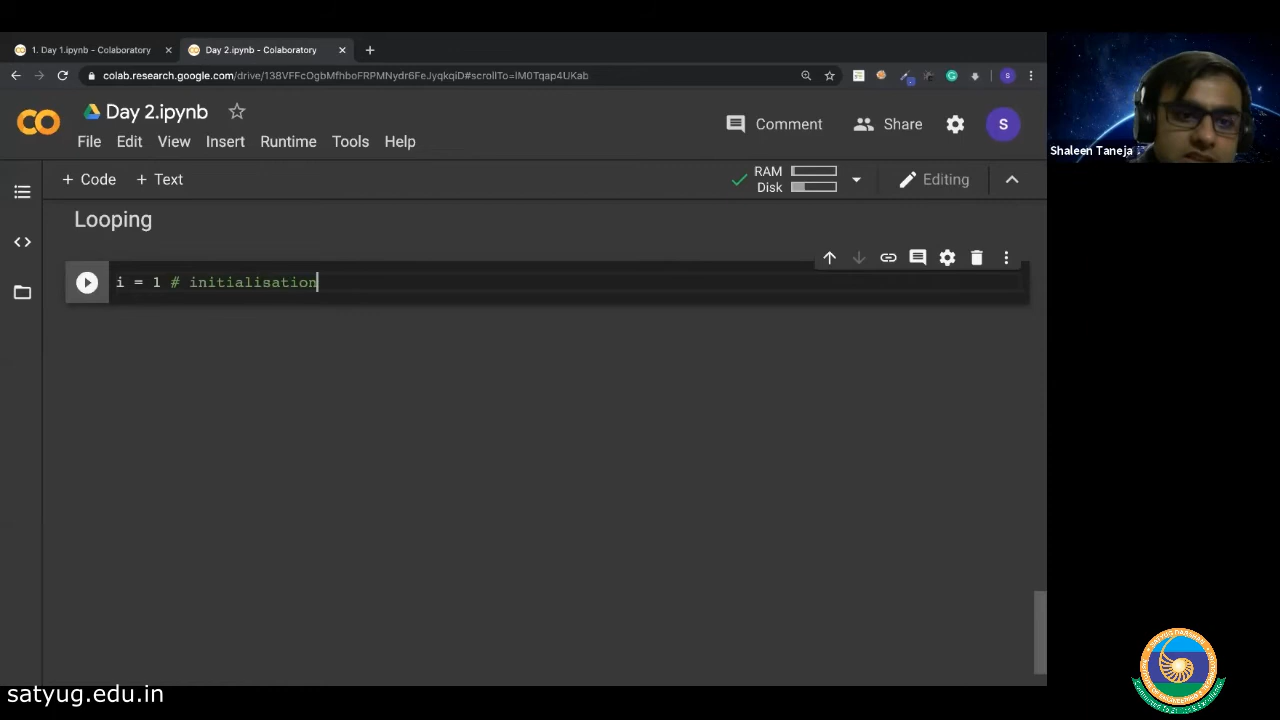 1. Day 1.ipynb - Colaboratory
Day 2.ipynb - Colaboratory
colab.research.google.com/drive/138VFFcOgbMfhboFRPMNydr6FeJyqkqiD#scrollTo=IM0Tqap4UKab
Day 2.ipynb
Comment
Share
S
File Edit View Insert Runtime Tools Help
+ Code + Text
RAM
Disk
Editing
Looping
i = 1 # initialisation
Shaleen Taneja
satyug.edu.in